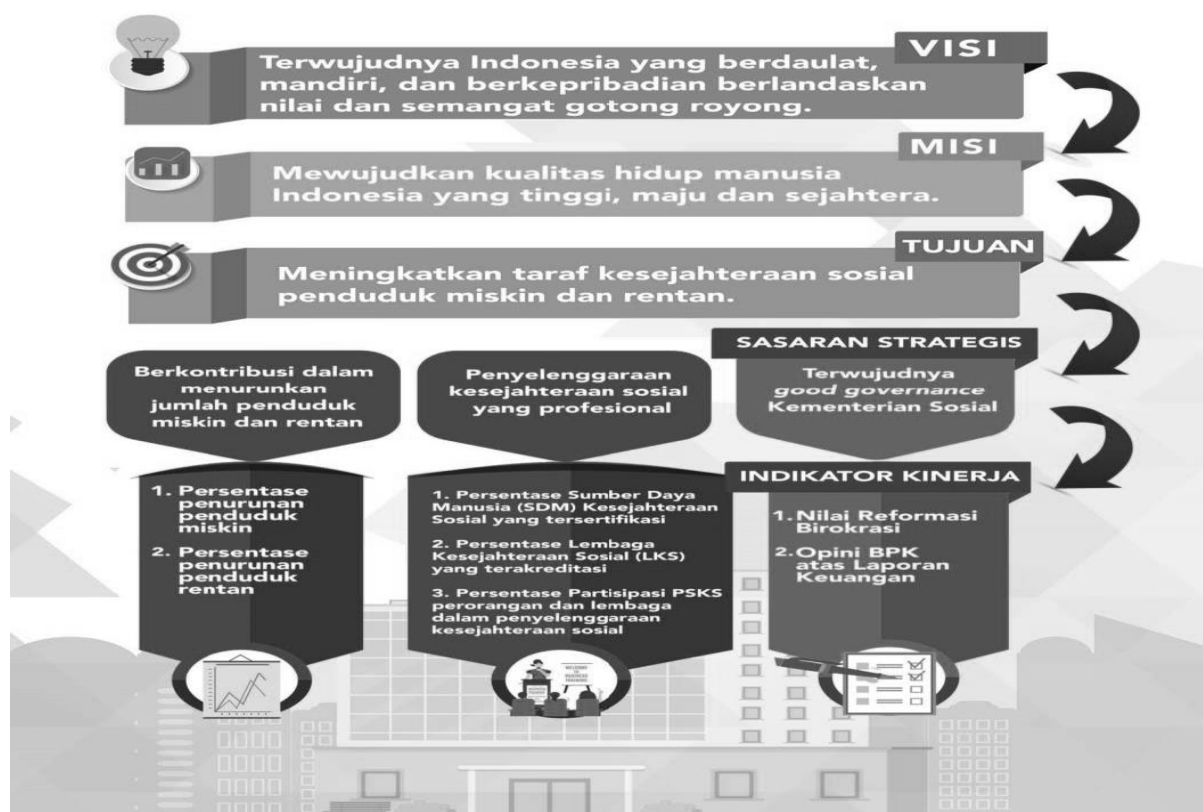 VISI
Terwujudnya Indonesia yang berdaulat,
mandiri, dan berkepribadian berlandaskan
nilai dan semangat gotong royong.
MISI
Mewujudkan kualitas hidup manusia
Indonesia yang tinggi, maju dan sejahtera.
TUJUAN
Meningkatkan taraf kesejahteraan sosial
penduduk miskin dan rentan.
SASARAN STRATEGIS
Berkontribusi dalam
menurunkan
jumlah penduduk
miskin dan rentan
Penyelenggaraan
kesejahteraan sosial
yang profesional
Terwujudnya
good governance
Kementerian Sosial
INDIKATOR KINERJA
1. Persentase
penurunan
penduduk
miskin
2. Persentase
penurunan
penduduk
rentan
1. Persentase Sumber Daya
Manusia (SDM) Kesejahteraan
Sosial yang tersertifikasi
2. Persentase Lembaga
Kesejahteraan Sosial (LKS)
yang terakreditasi
3. Persentase Partisipasi PSKS
perorangan dan lembaga
dalam penyelenggaraan
kesejahteraan sosial
1. Nilai Reformasi
Birokrasi
2. Opini BPK
atas Laporan
Keuangan
WELCOME
TO